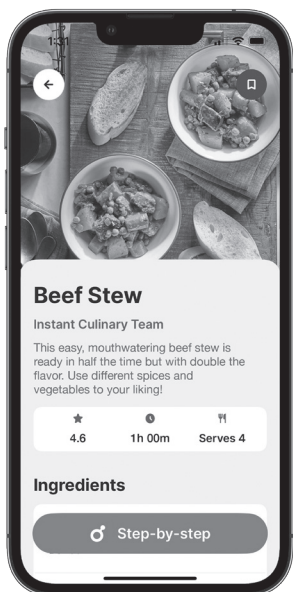 Beef Stew
Instant Culinary Team
This easy, mouthwatering beef stew is
ready in half the time but with double the
flavor. Use different spices and
vegetables to your liking!
4.6 1h 00m Serves 4
Ingredients
Step-by-step